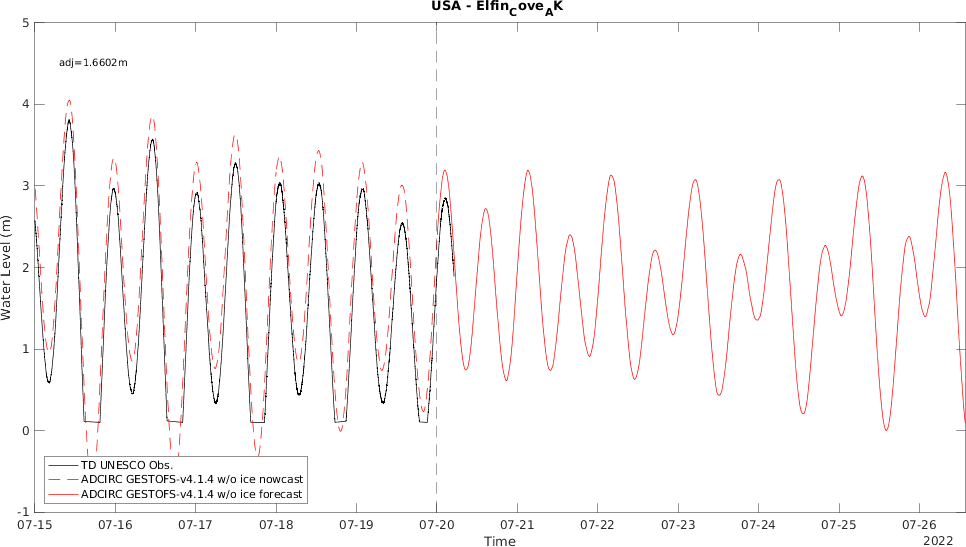 USA - ElfinCoveAK
5
adj=1.6602m
4
3
2
1
0
-1
Water Level (m)
TD UNESCO Obs.
ADCIRC GESTOFS-v4.1.4 w/o ice nowcast
ADCIRC GESTOFS-v4.1.4 w/o ice forecast
07-15 07-16 07-17 07-18 07-19 07-20 07-21 07-22 07-23 07-24 07-25 07-26
Time
2022